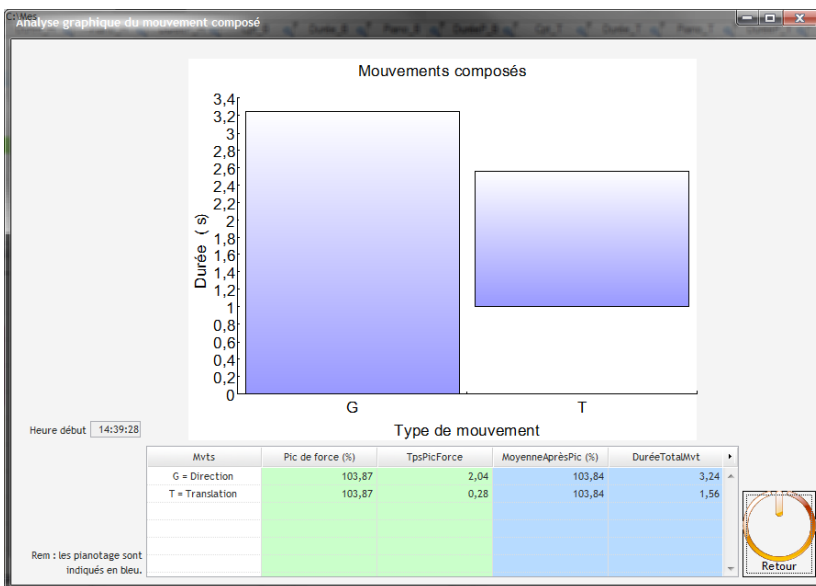 C:\Mes
Analyse graphique du mouvement composé
Mouvements composés
Durée ( s)
3,4
3,2
3
2,8
2,6
2,4
2,2
2
1,8
1,6
1,4
1,2
1
0,8
0,6
0,4
0,2
0
G T
Type de mouvement
Heure début 14:39:28
Mvts Pic de force (%) TpsPicForce MoyenneAprèsPic (%) DuréeTotalMvt
G = Direction 103,87 2,04 103,84 3,24
T = Translation 103,87 0,28 103,84 1,56
Rem : les pianotage sont
indiqués en bleu.
Retour